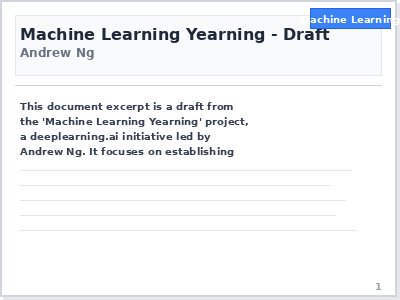 Machine Learning
Machine Learning Yearning - Draft
Andrew Ng
This document excerpt is a draft from
the 'Machine Learning Yearning' project,
a deeplearning.ai initiative led by
Andrew Ng. It focuses on establishing
1